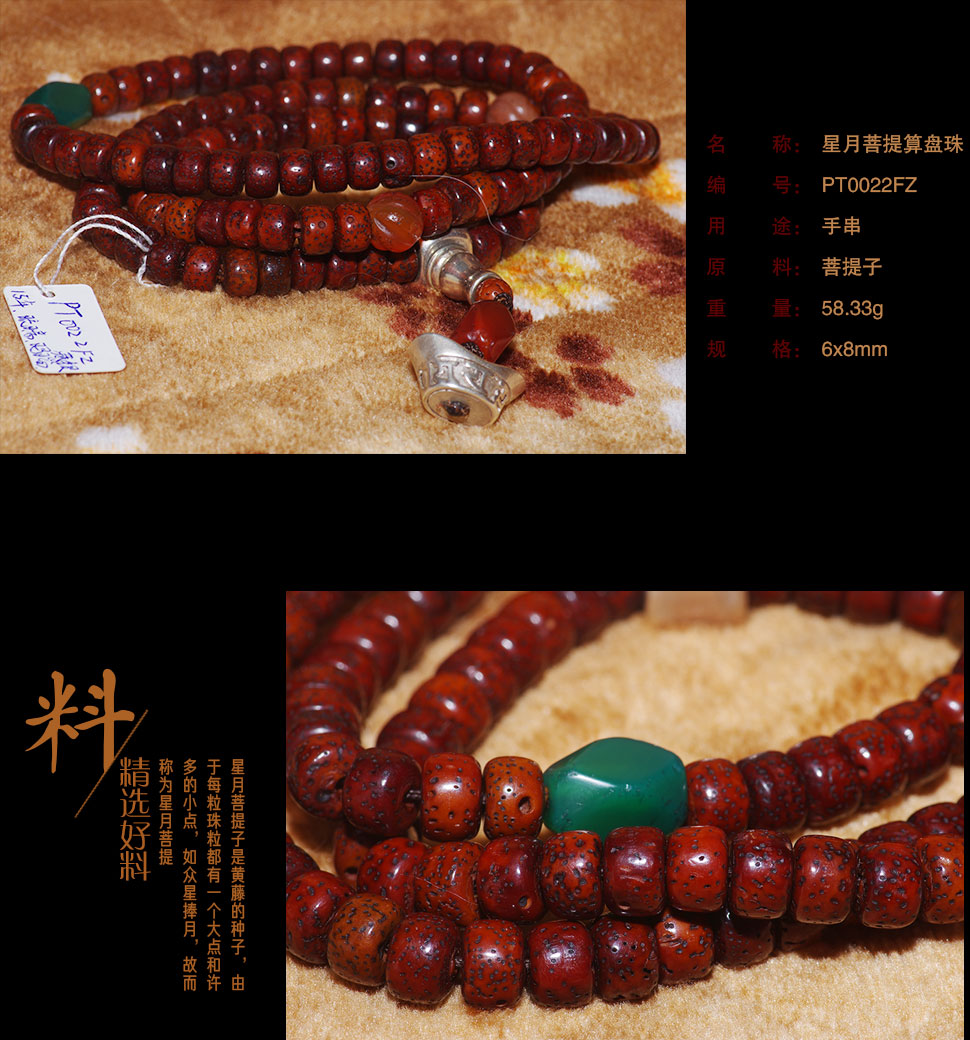 名称：星月菩提算盘珠
编号：PT0022FZ
用途：手串
原料：菩提子
重量：58.33g
规格：6x8mm
PT0022FZ
料
精选好料
星月菩提子是黄藤的种子，由
于每粒珠粒都有一个大点和许
多的小点，如众星捧月，故而
称为星月菩提